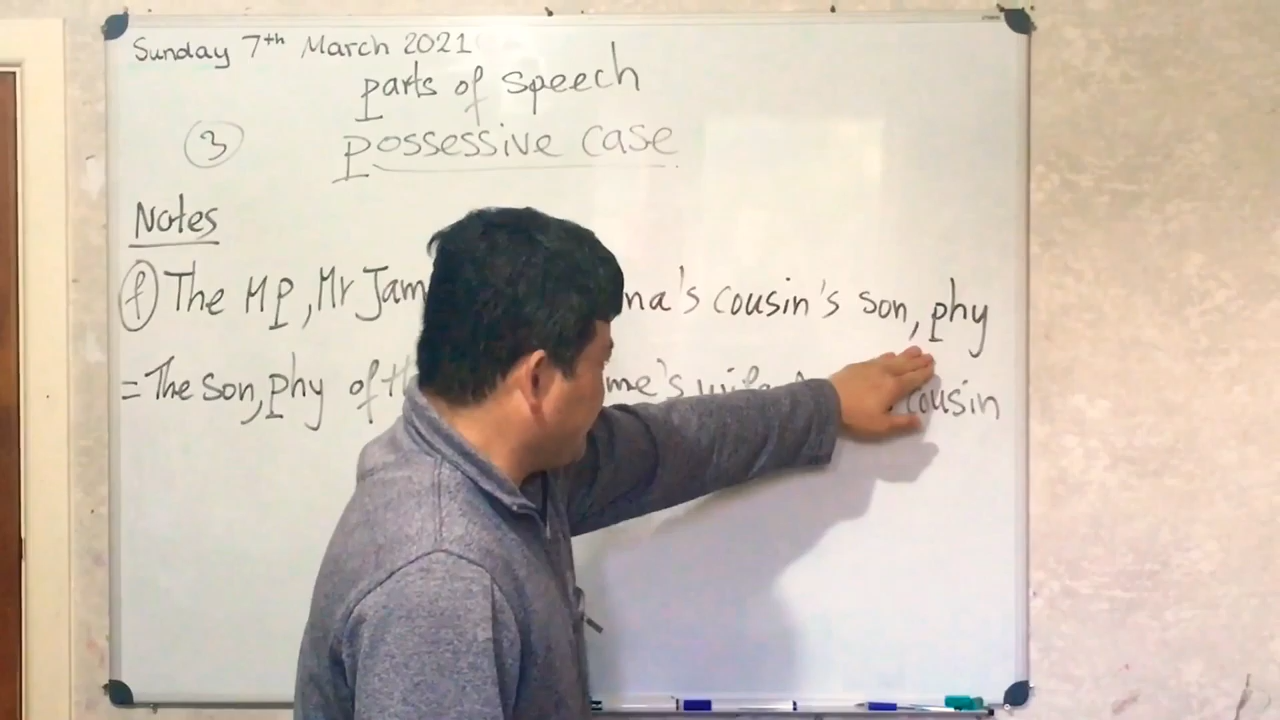 Sunday 7th March 2021
parts of speech
3 possessive case
Notes
f The MP, Mr Jam na's cousin's son, phy
= The son, phy of th me's wife cousin